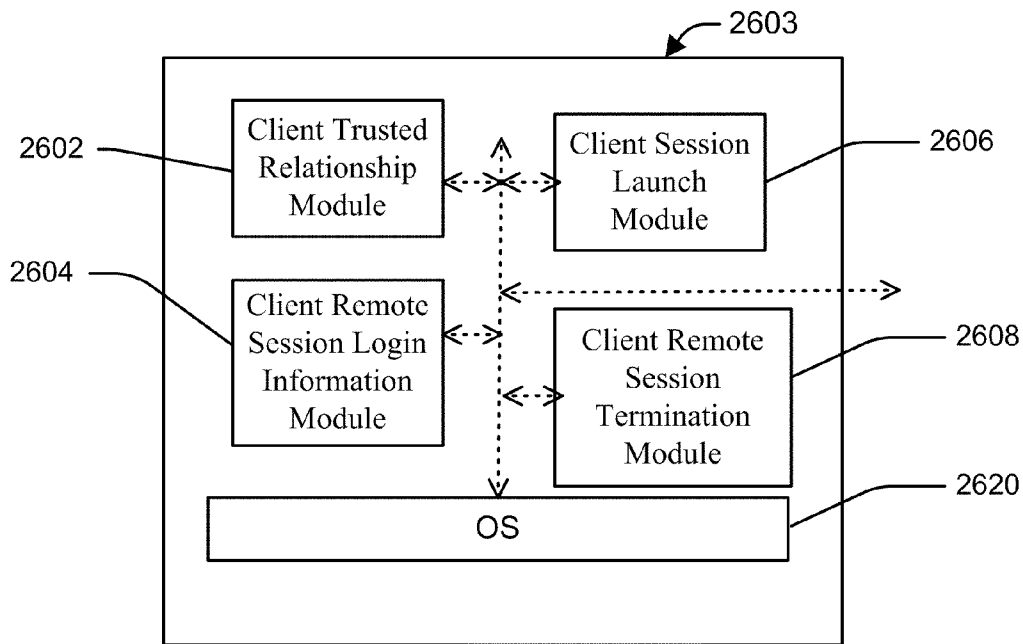 2603
2602
Client Trusted
Relationship
Module
Client Session
Launch
Module
2606
2604
Client Remote
Session Login
Information
Module
Client Remote
Session
Termination
Module
2608
OS
2620